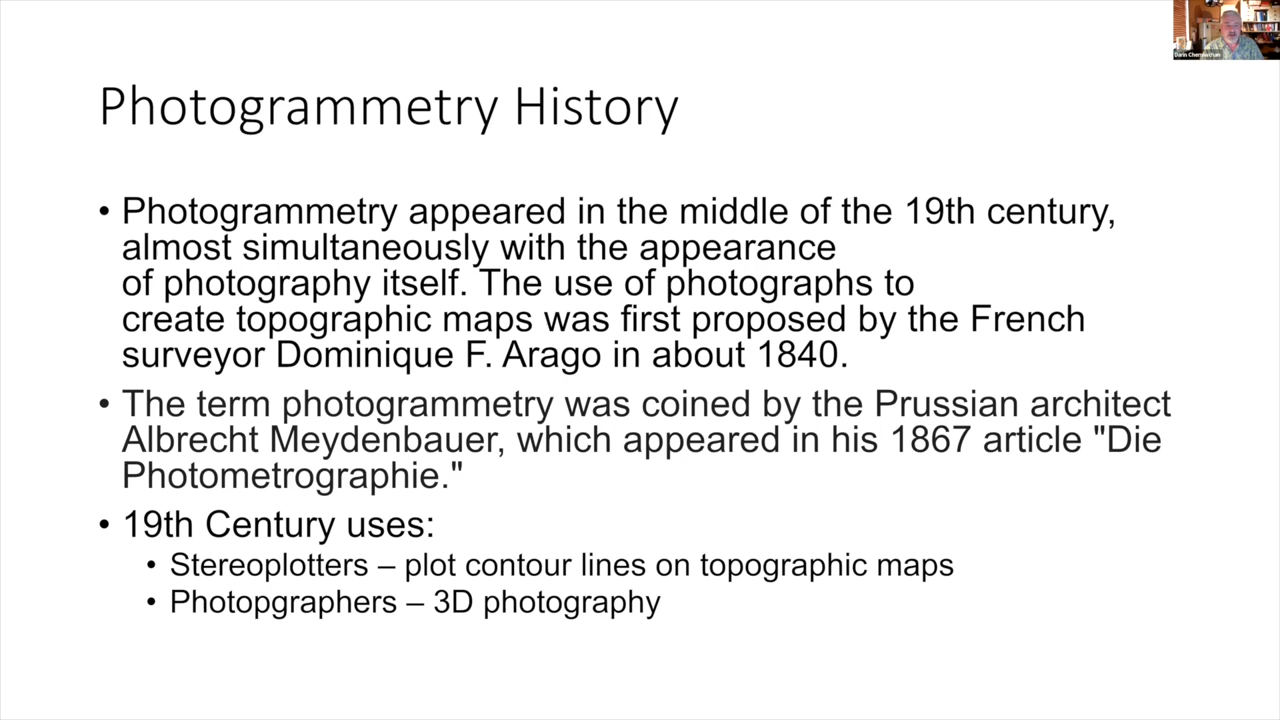 Photogrammetry History
• Photogrammetry appeared in the middle of the 19th century,
almost simultaneously with the appearance
of photography itself. The use of photographs to
create topographic maps was first proposed by the French
surveyor Dominique F. Arago in about 1840.
• The term photogrammetry was coined by the Prussian architect
Albrecht Meydenbauer, which appeared in his 1867 article "Die
Photometrographie."
• 19th Century uses:
• Stereoplotters – plot contour lines on topographic maps
• Photopgraphers – 3D photography
Darin